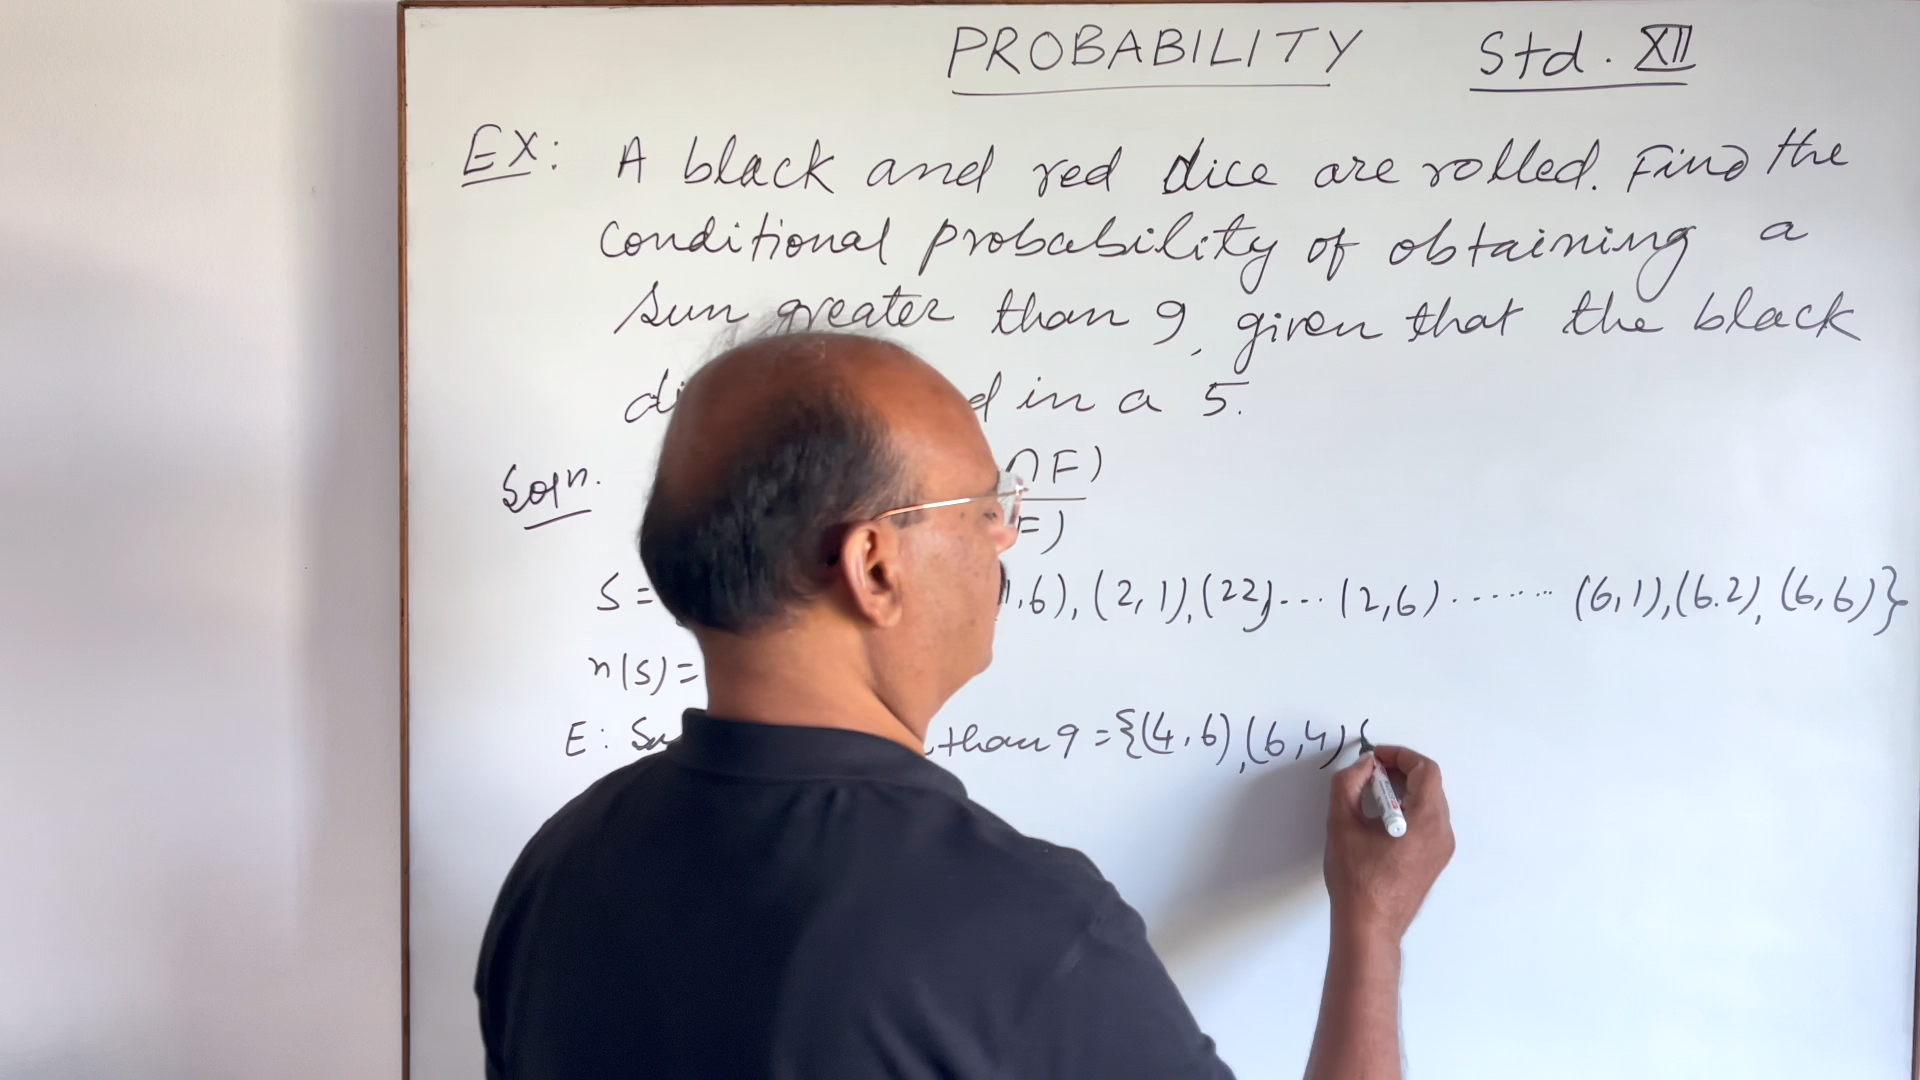 PROBABILITY Std. XII
EX: A black and red dice are rolled. Find the
conditional probability of obtaining a
sum greater than 9, given that the black
in a 5.
Soln.
∩F)
)
S= ,6), (2,1),(22)...(2,6)....... (6,1),(6.2),(6,6)}
n(S)=
E: than 9 = {(4,6),(6,4)(